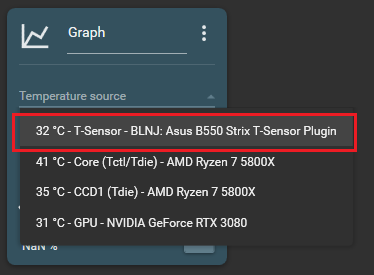 Graph
Temperature source
32 °C - T-Sensor - BLNJ: Asus B550 Strix T-Sensor Plugin
41 °C - Core (Tctl/Tdie) - AMD Ryzen 7 5800X
35 °C - CCD1 (Tdie) - AMD Ryzen 7 5800X
31 °C - GPU - NVIDIA GeForce RTX 3080
NaN %